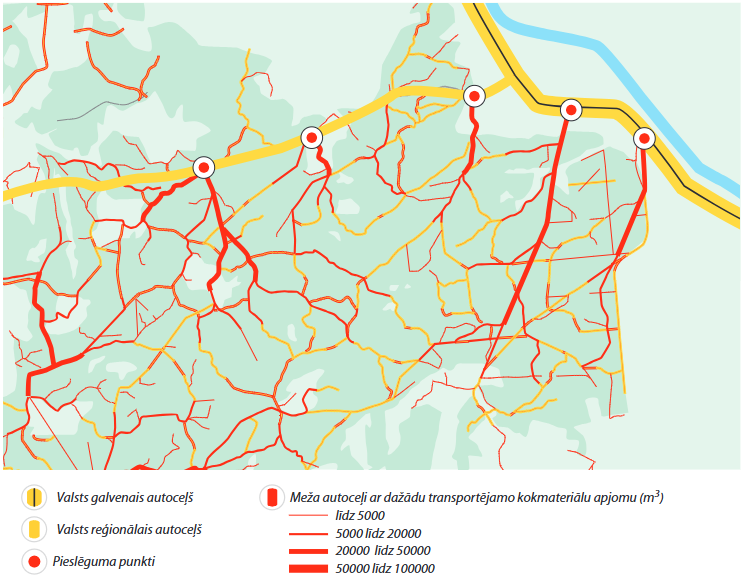 Valsts galvenais autoceļš
Valsts reģionālais autoceļš
Pieslēguma punkti
Meža autoceļi ar dažādu transportējamo kokmateriālu apjomu (m³)
līdz 5000
5000 līdz 20000
20000 līdz 50000
50000 līdz 100000